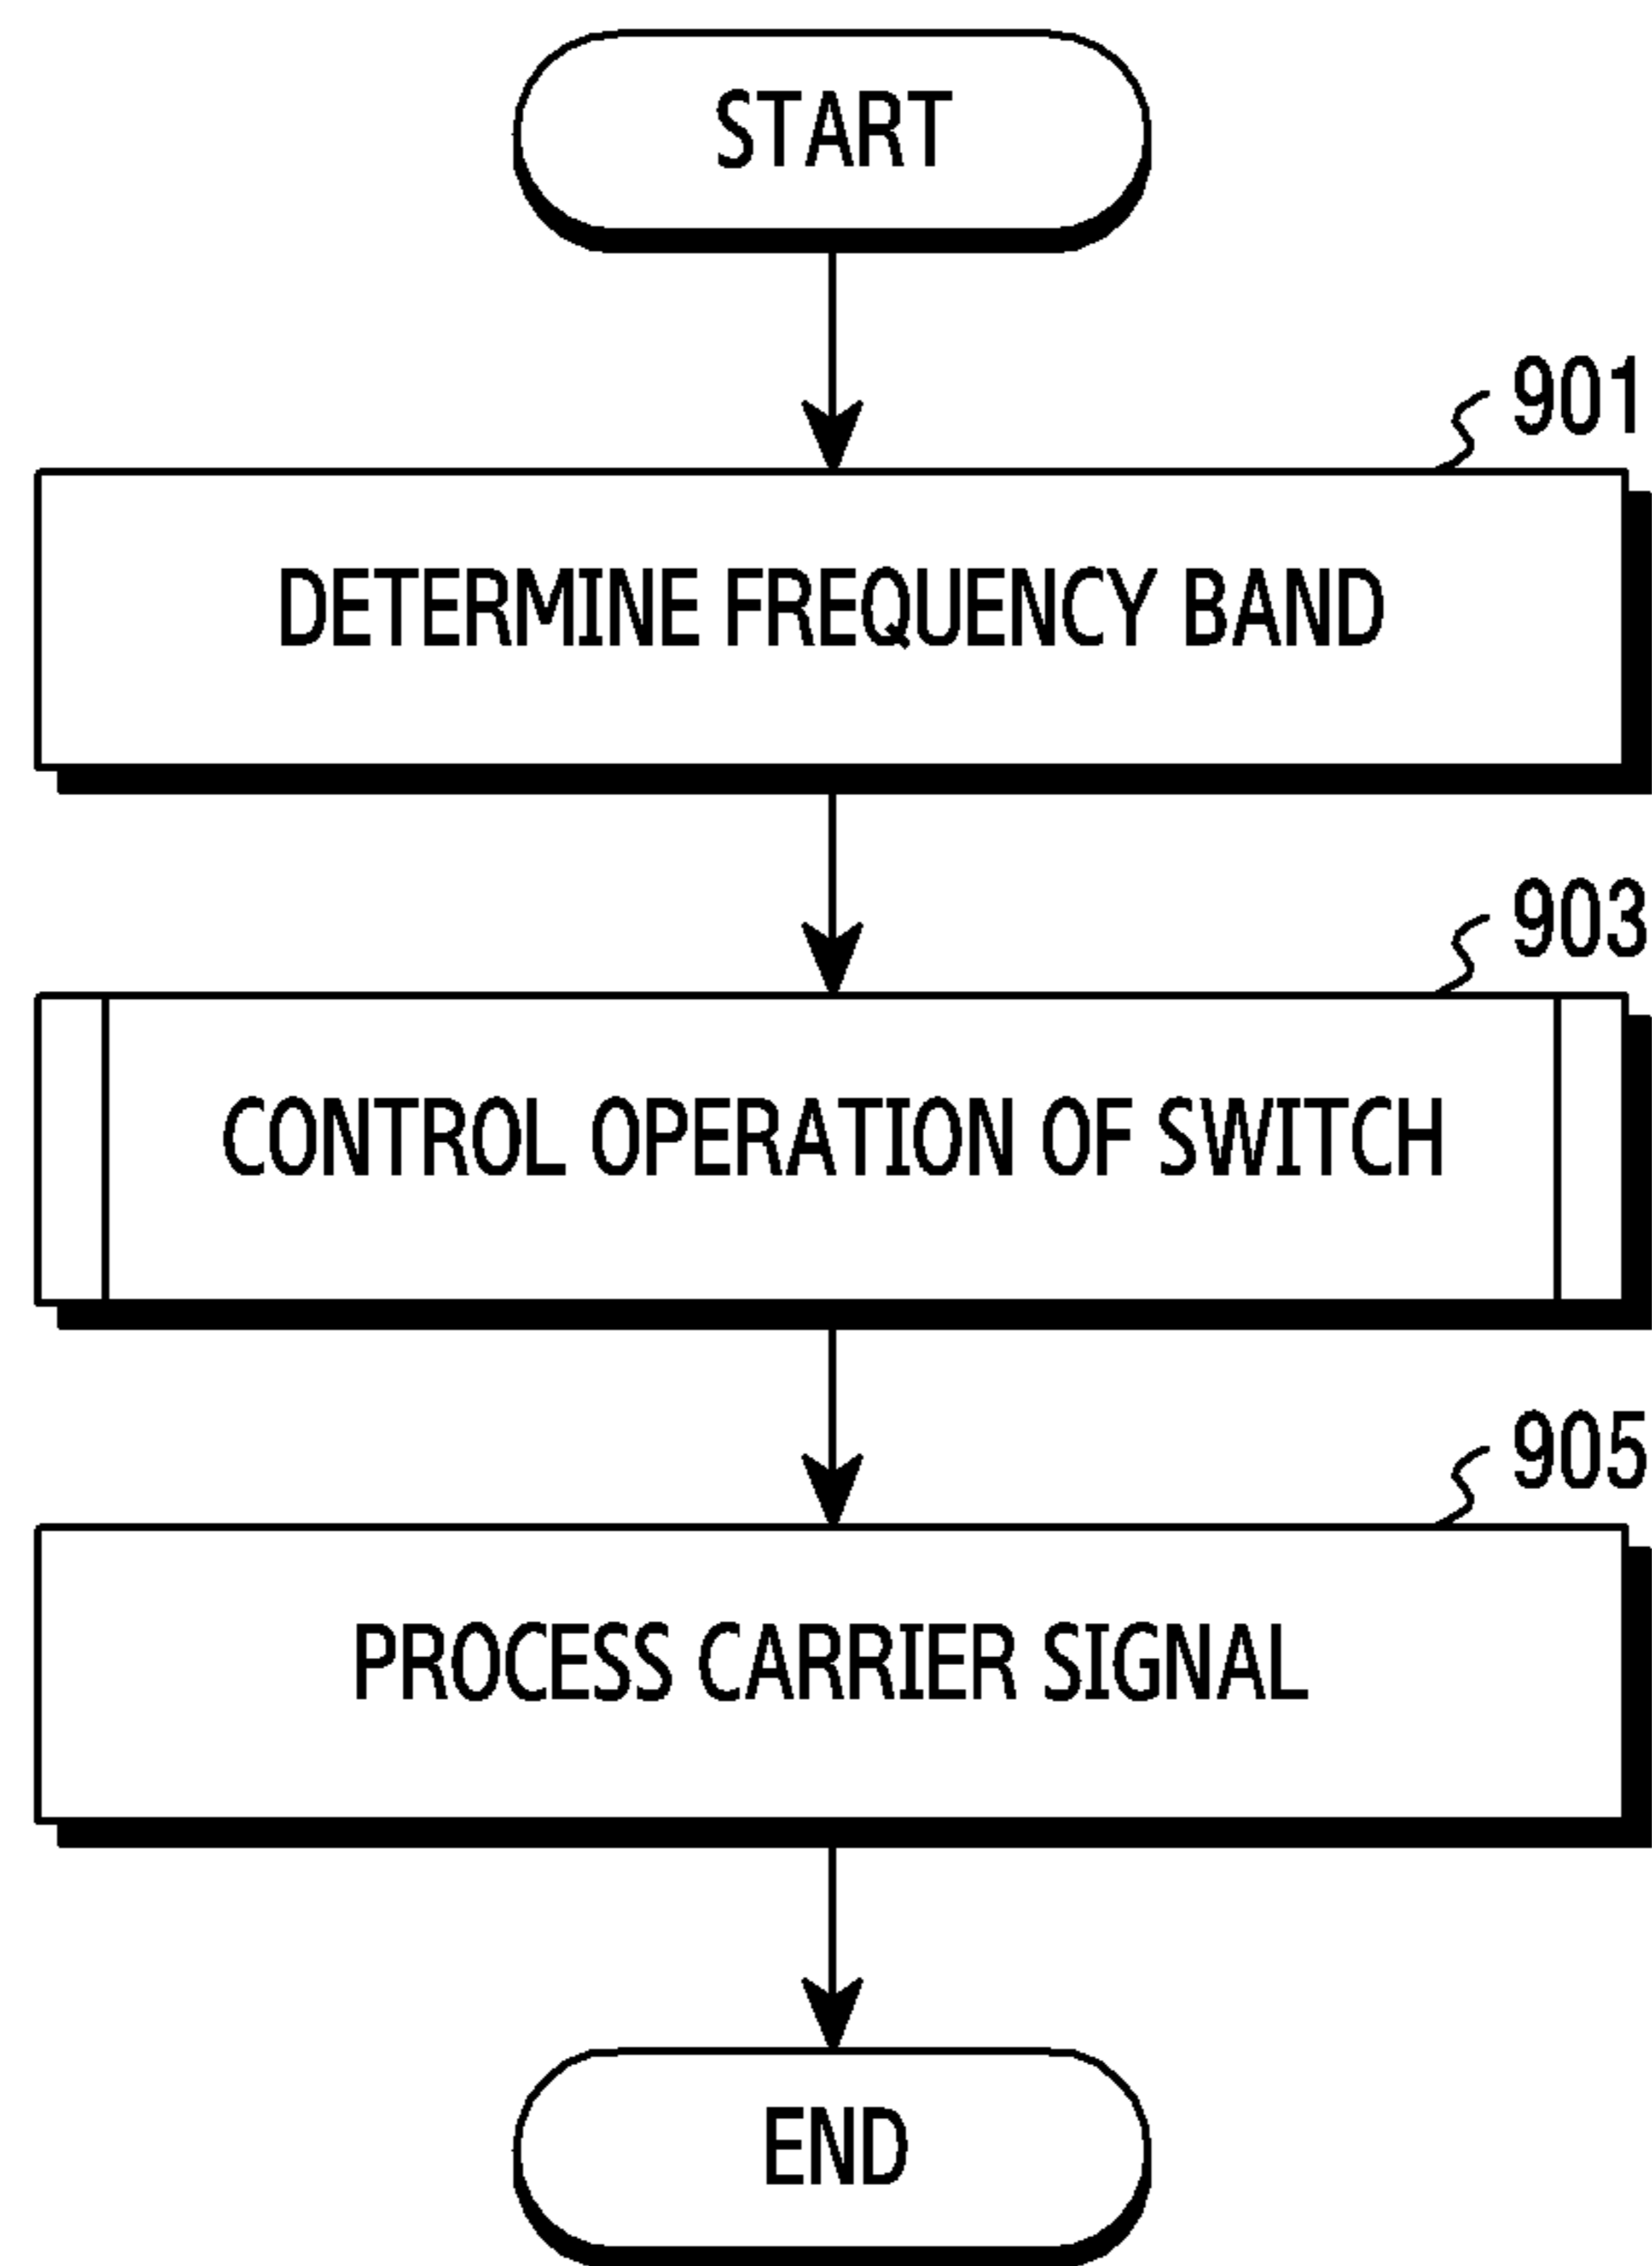 START
901
DETERMINE FREQUENCY BAND
903
CONTROL OPERATION OF SWITCH
905
PROCESS CARRIER SIGNAL
END